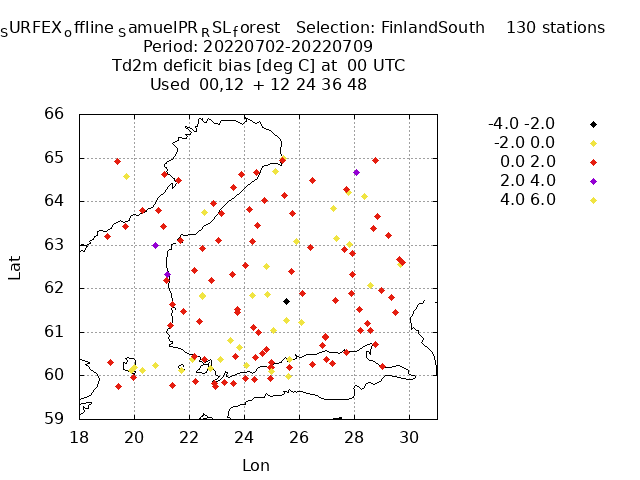 SURFEX_offline_SamuelPR_RSL_forest Selection: FinlandSouth 130 stations
Period: 20220702-20220709
Td2m deficit bias [deg C] at 00 UTC
Used 00,12 + 12 24 36 48
-4.0 -2.0
-2.0 0.0
0.0 2.0
2.0 4.0
4.0 6.0
66
65
64
63
62
61
60
59
Lat
18 20 22 24 26 28 30
Lon